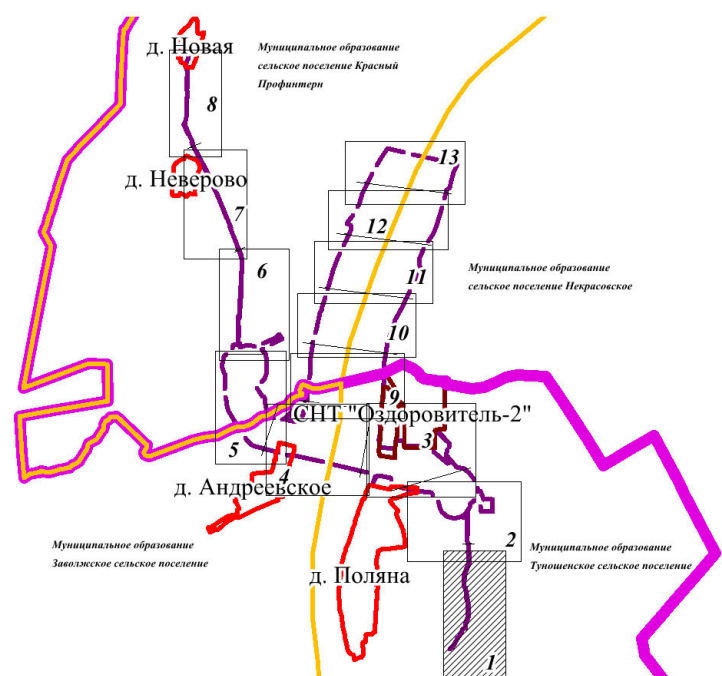 д. Новая
Муниципальное образование
сельское поселение Красный
Профинтерн
8
13
д. Неверово
7
12
6
11
Муниципальное образование
сельское поселение Некрасовское
10
9
СНТ "Оздоровитель-2"
3
5
4
д. Андреевское
2
Муниципальное образование
Заволжское сельское поселение
Муниципальное образование
Туношенское сельское поселение
д. Поляна
1